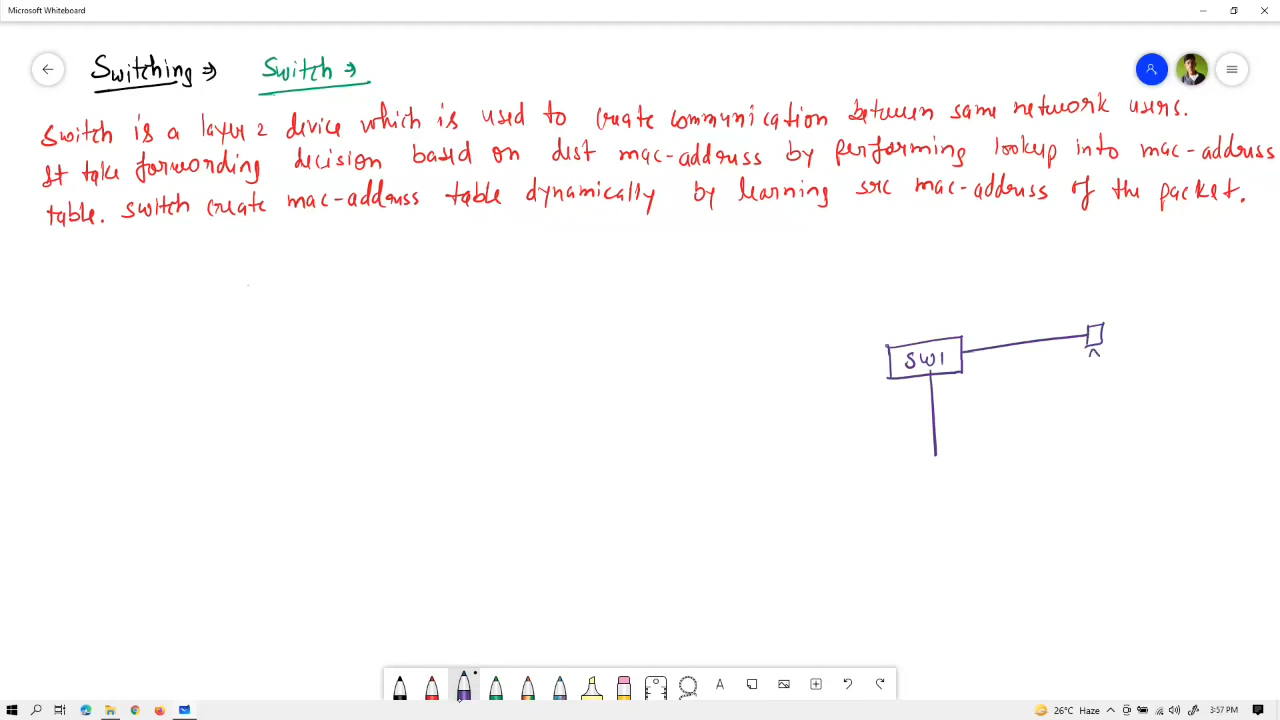 Microsoft Whiteboard
Switching ⇒ Switch →
Switch is a layer 2 device which is used to create communication between same network users.
It take forwarding decision based on dist mac-address by performing lookup into mac-address
table. Switch create mac-address table dynamically by learning src mac-address of the packet.
SW1
A
26°C Haze
3:57 PM